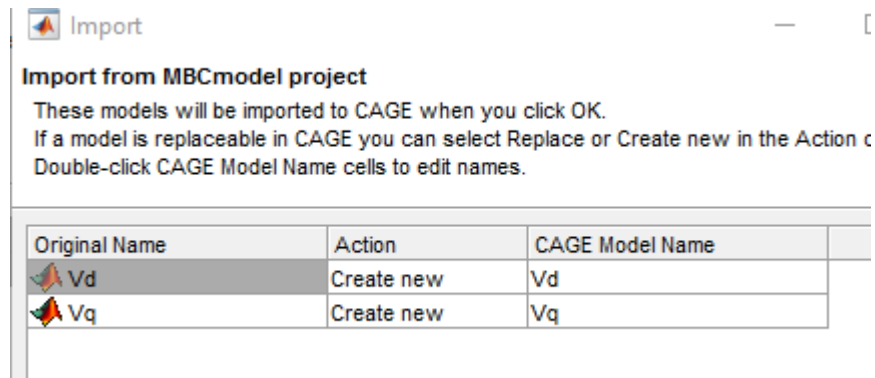 Import
Import from MBCmodel project
These models will be imported to CAGE when you click OK.
If a model is replaceable in CAGE you can select Replace or Create new in the Action
Double-click CAGE Model Name cells to edit names.
Original Name Action CAGE Model Name
Vd Create new Vd
Vq Create new Vq